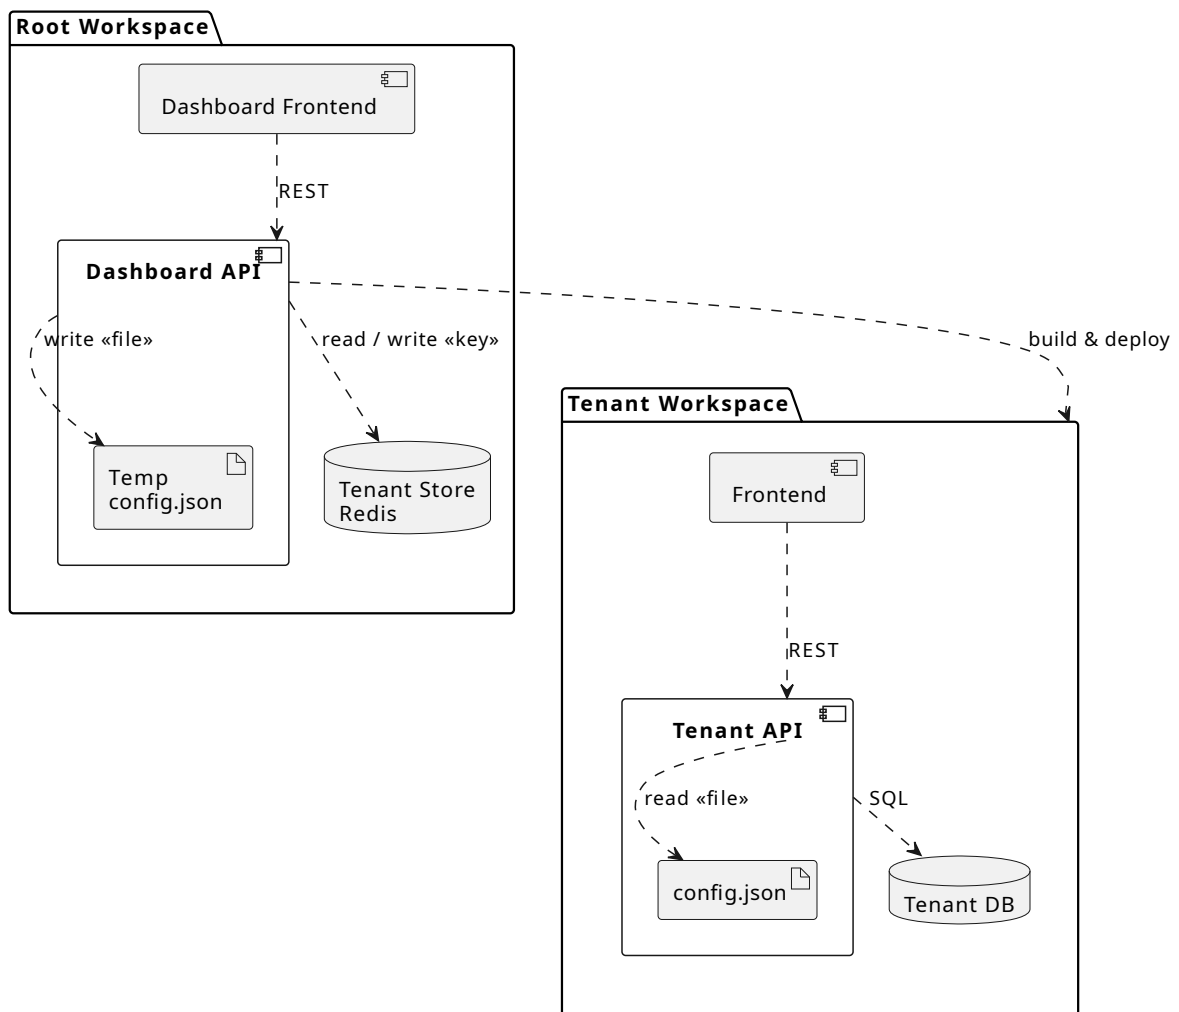 Root Workspace
Dashboard Frontend
REST
Dashboard API
write «file»
read / write «key»
build & deploy
Temp
config.json
Tenant Store
Redis
Tenant Workspace
Frontend
REST
Tenant API
read «file»
SQL
config.json
Tenant DB